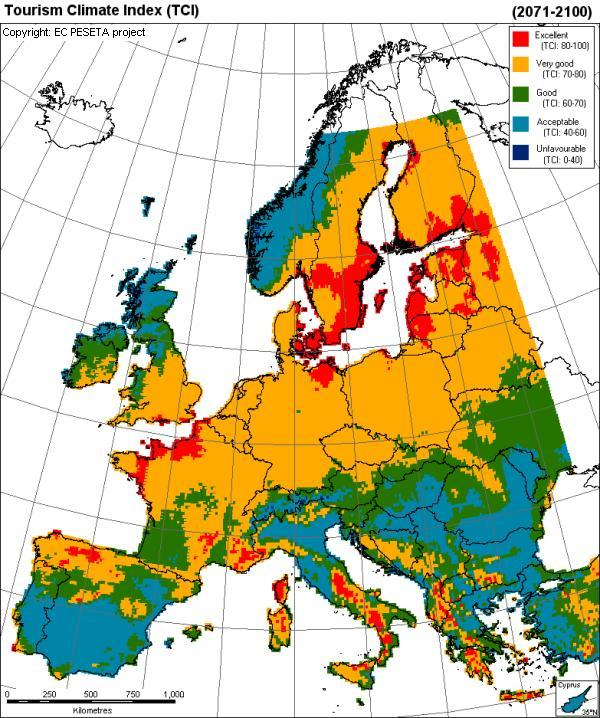 Tourism Climate Index (TCI)
(2071-2100)
Copyright: EC PESETA project
Excellent
(TCI: 80-100)
Very good
(TCI: 70-80)
Good
(TCI: 60-70)
Acceptable
(TCI: 40-60)
Unfavourable
(TCI: 0-40)
0 250 500 750 1,000
Kilometres
Cyprus
36°N